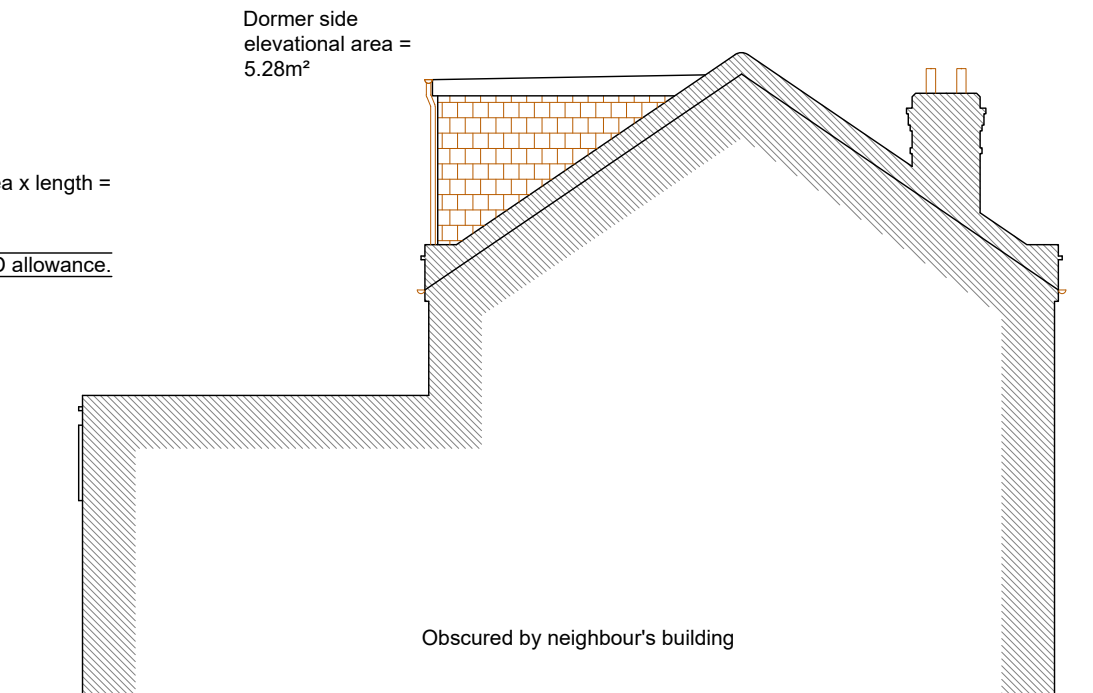 Dormer side
elevational area =
5.28m²
x length =
allowance.
Obscured by neighbour's building